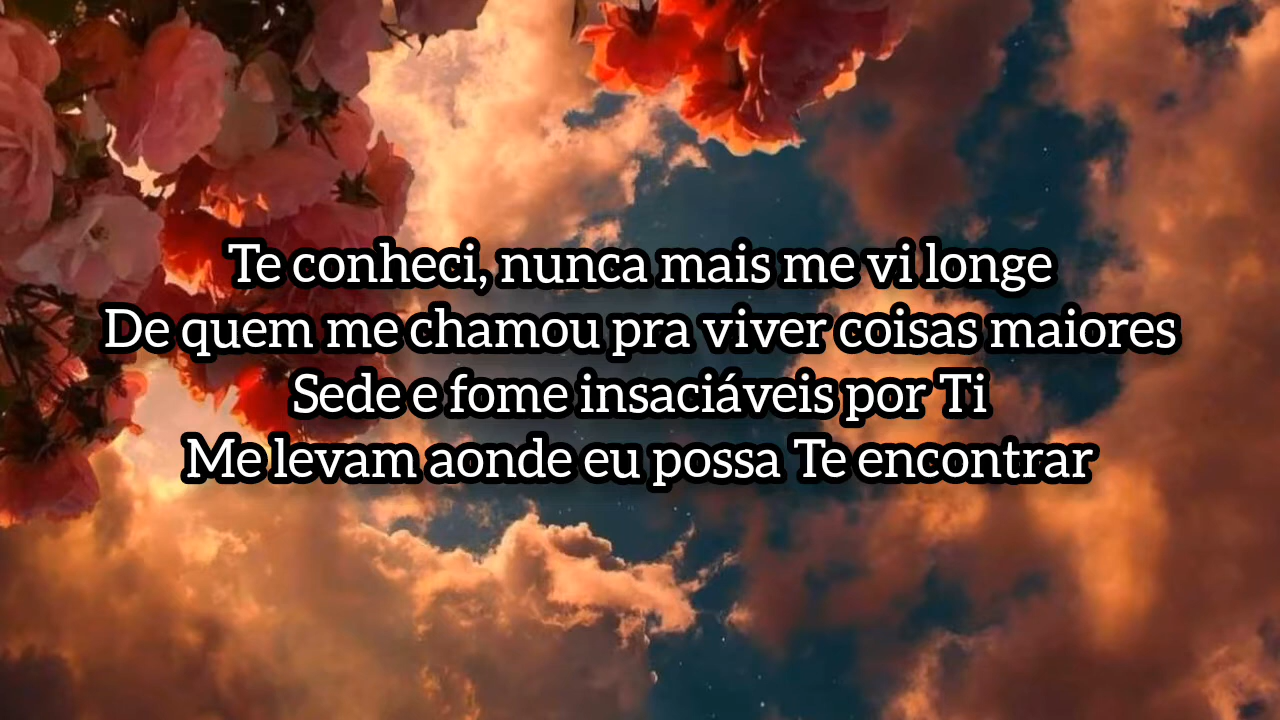 Te conheci, nunca mais me vi longe
De quem me chamou pra viver coisas maiores
Sede e fome insaciáveis por Ti
Me levam aonde eu possa Te encontrar